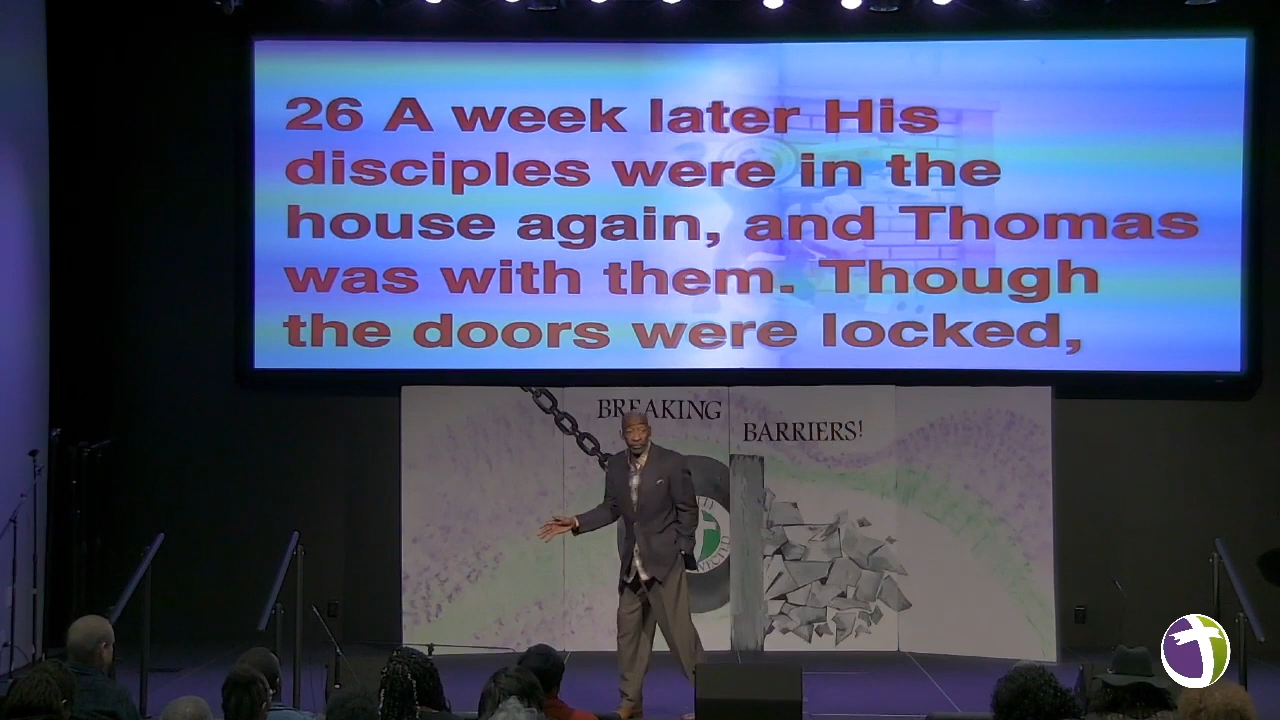 26 A week later His
disciples were in the
house again, and Thomas
was with them. Though
the doors were locked,
BREAKING
BARRIERS!